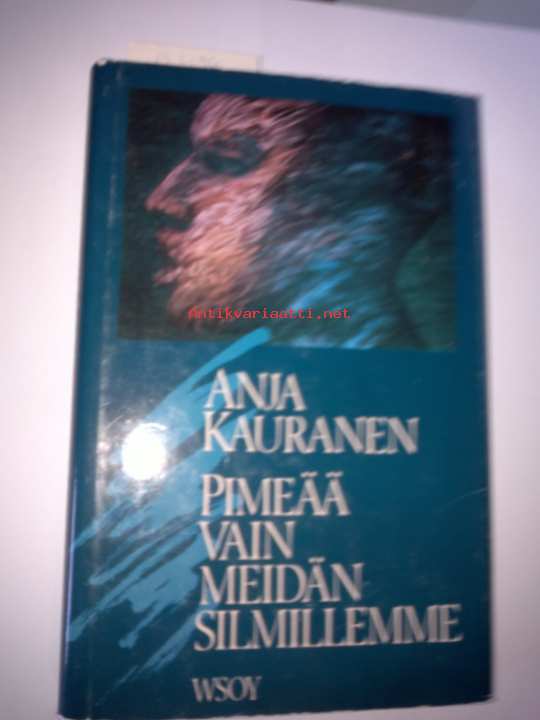 Antikvariaatti.net
ANJA
KAURANEN
PIMEÄÄ
VAIN
MEIDÄN
SILMILLEMME
WSOY